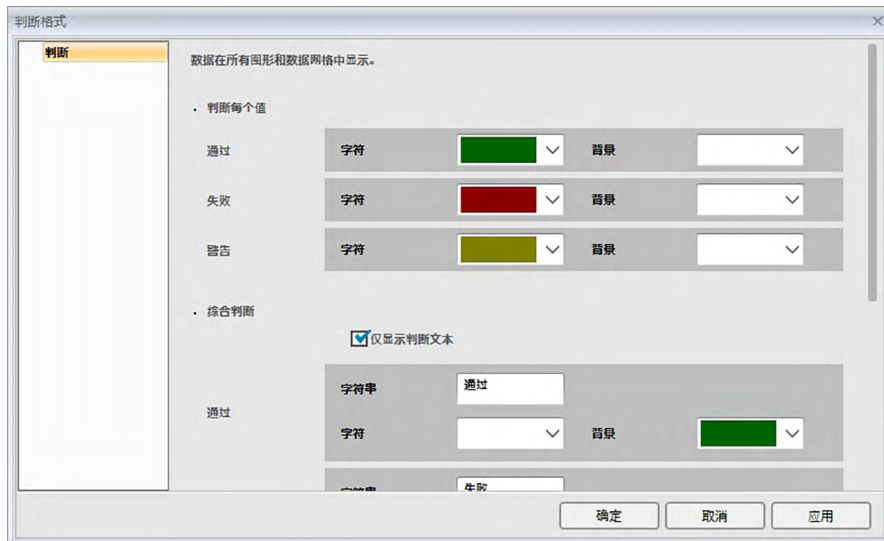 判断格式
判断
数据在所有图形和数据网格中显示。
· 判断每个值
通过 字符 背景
失败 字符 背景
警告 字符 背景
· 综合判断
仅显示判断文本
字符串 通过
通过
字符 背景
字符串 失败
确定 取消 应用